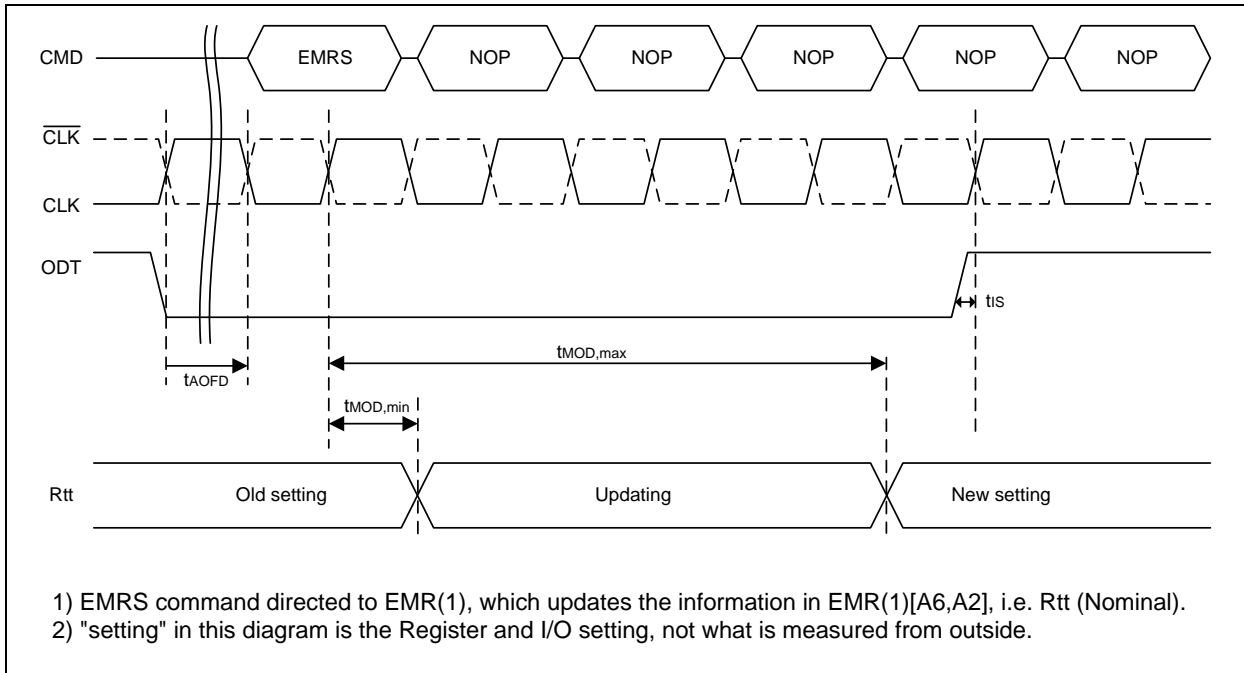 CMD EMRS NOP NOP NOP NOP NOP
CLK
CLK
ODT
tIS
tMOD,max
tAOFD
tMOD,min
Rtt Old setting Updating New setting
1) EMRS command directed to EMR(1), which updates the information in EMR(1)[A6,A2], i.e. Rtt (Nominal).
2) "setting" in this diagram is the Register and I/O setting, not what is measured from outside.